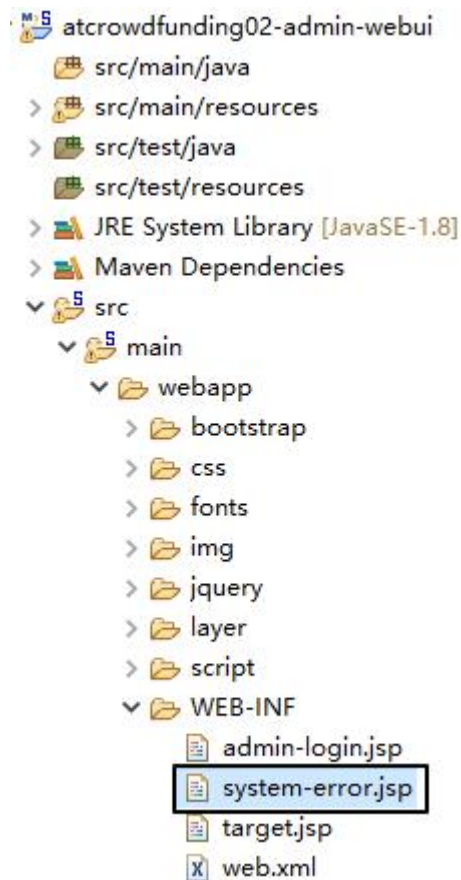 atcrowdfunding02-admin-webui
src/main/java
src/main/resources
src/test/java
src/test/resources
JRE System Library [JavaSE-1.8]
Maven Dependencies
src
main
webapp
bootstrap
css
fonts
img
jquery
layer
script
WEB-INF
admin-login.jsp
system-error.jsp
target.jsp
web.xml